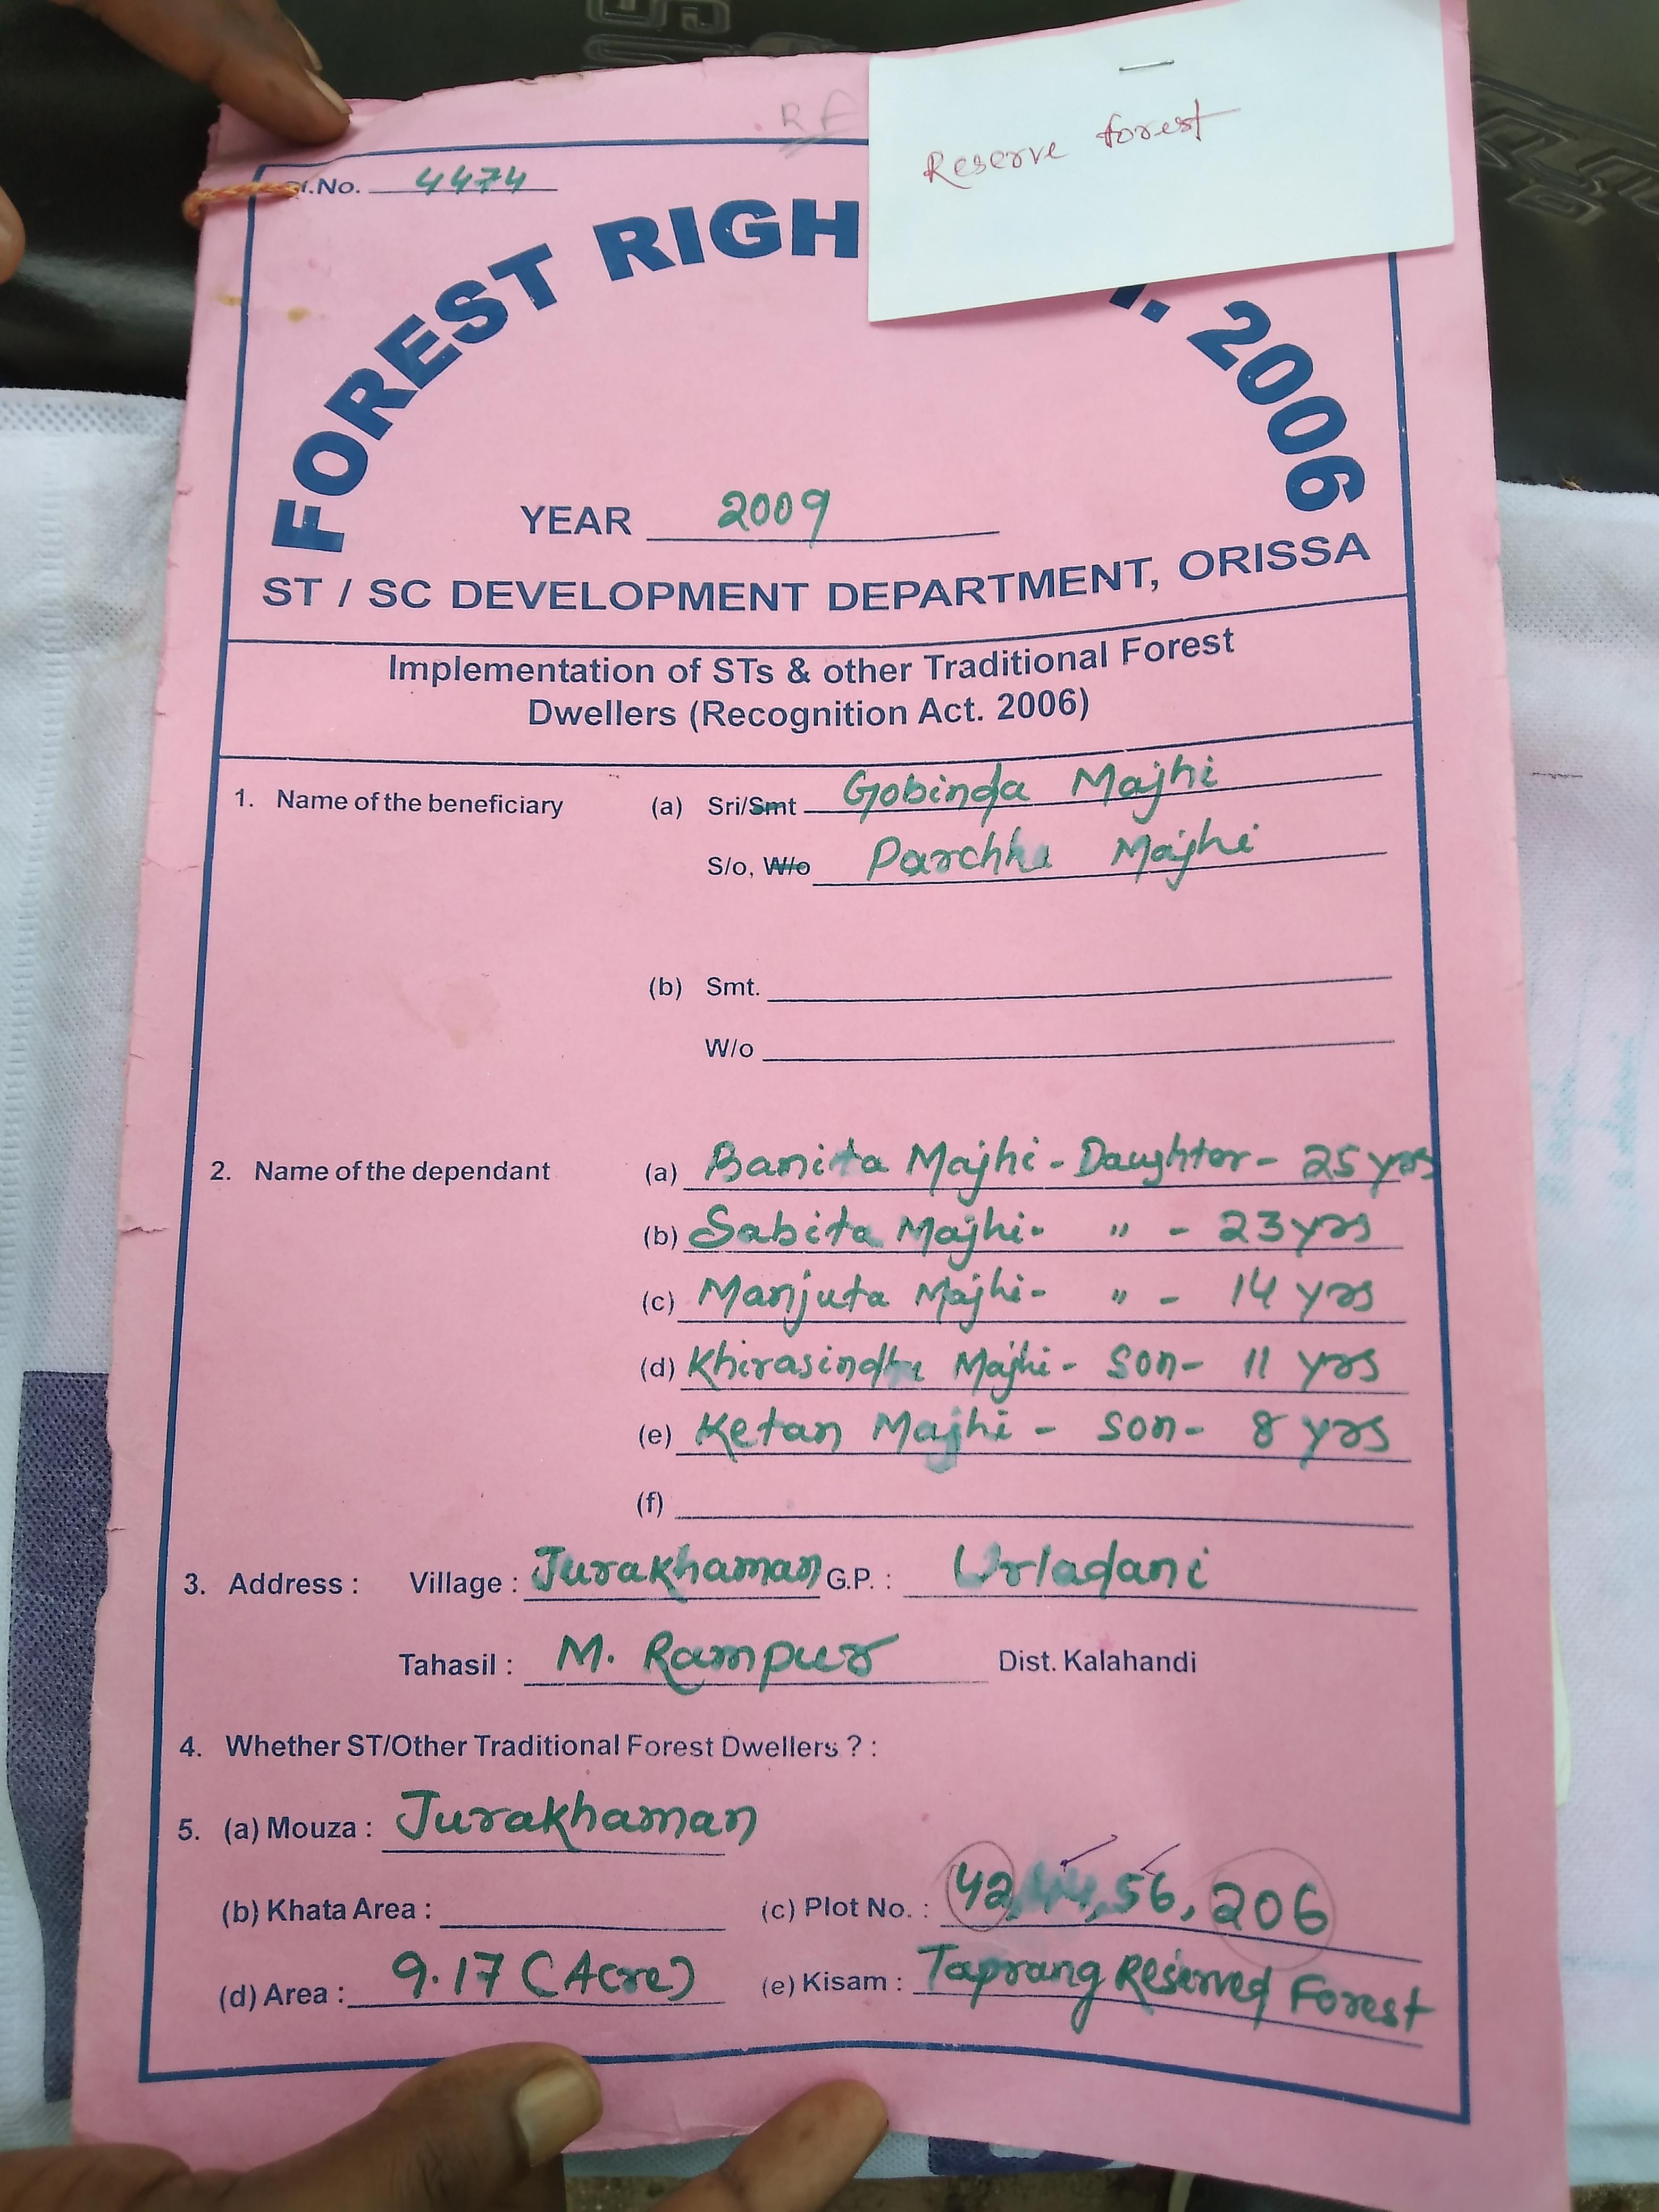 R F
Reserve forest
Sl.No. 4474
FOREST RIGH T. 2006
YEAR 2009
ST / SC DEVELOPMENT DEPARTMENT, ORISSA
Implementation of STs & other Traditional Forest
Dwellers (Recognition Act. 2006)
1. Name of the beneficiary (a) Sri/Smt Gobinda Majhi
S/o, W/o Parchha Majhi
(b) Smt.
W/o
2. Name of the dependant (a) Banita Majhi - Daughter - 25 yrs
(b) Sabita Majhi - " - 23 yrs
(c) Manjuta Majhi - " - 14 yrs
(d) Khirasindhu Majhi - Son - 11 yrs
(e) Ketan Majhi - Son - 8 yrs
(f)
3. Address : Village : Jurakhaman G.P. : Urladani
Tahasil : M. Rampur Dist. Kalahandi
4. Whether ST/Other Traditional Forest Dwellers ? :
5. (a) Mouza : Jurakhaman
(b) Khata Area : (c) Plot No. : 42, 44, 56, 206
(d) Area : 9.17 (Acre) (e) Kisam : Taprang Reserved Forest